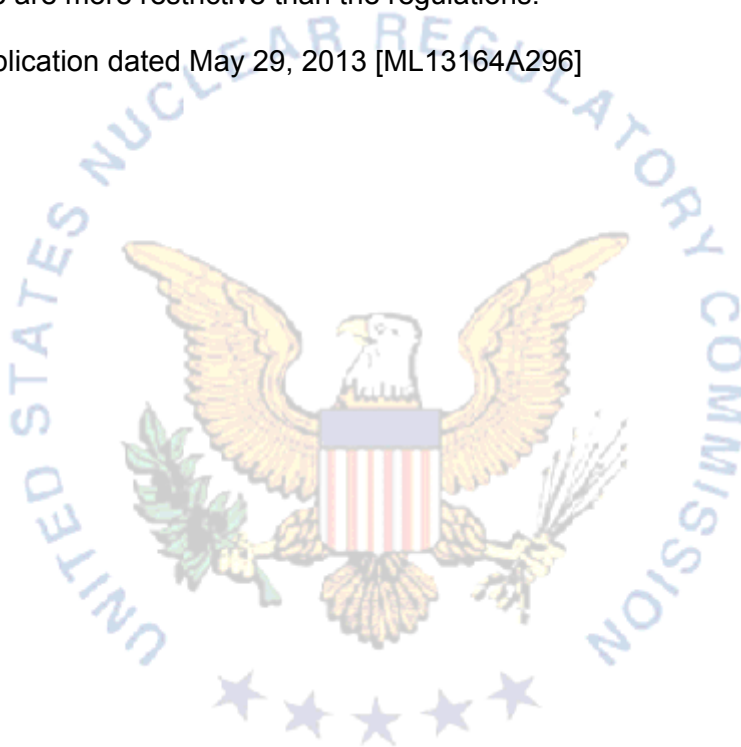 s are more restrictive than the regulations.
plication dated May 29, 2013 [ML13164A296]
UNITED STATES NUCLEAR REGULATORY COMMISSION